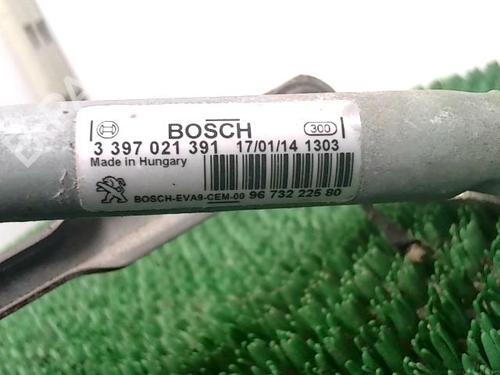 BOSCH
300
3 397 021 391 17/01/14 1303
Made in Hungary
BOSCH-EVA9-CEM-00 96 732 225 80